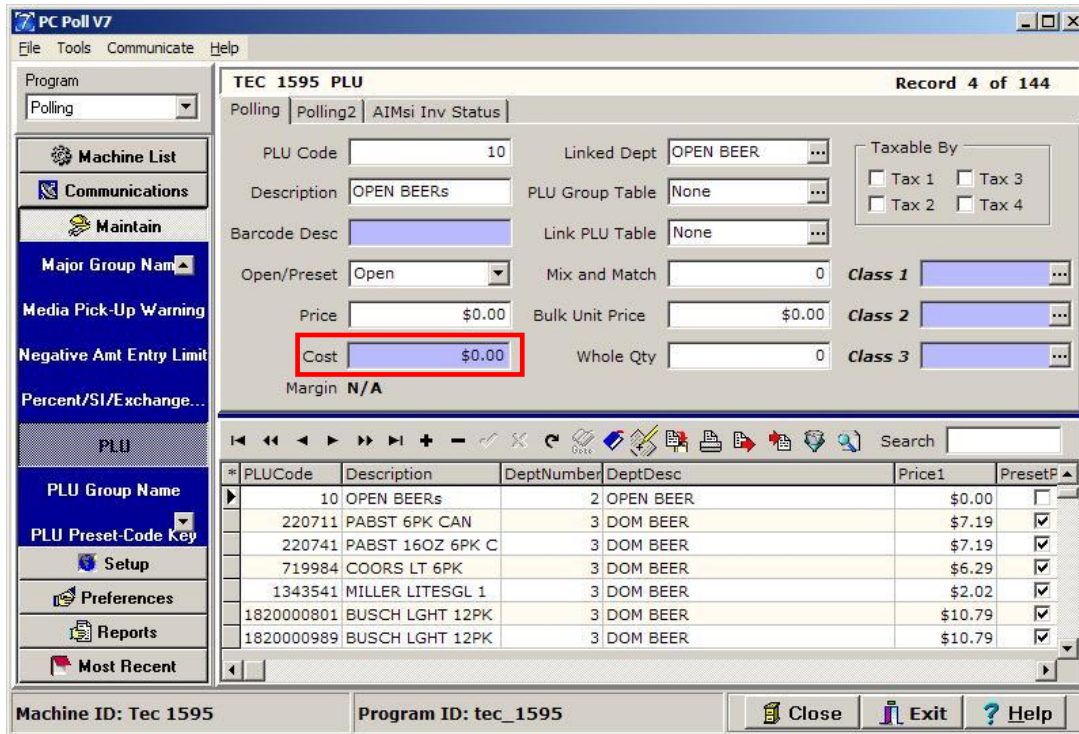 PC Poll V7
File Tools Communicate Help
Program
Polling
Machine List
Communications
Maintain
Major Group Nam
Media Pick-Up Warning
Negative Amt Entry Limit
Percent/SI/Exchange...
PLU
PLU Group Name
PLU Preset-Code Key
Setup
Preferences
Reports
Most Recent
TEC 1595 PLU Record 4 of 144
Polling Polling2 AIMsi Inv Status
PLU Code 10 Linked Dept OPEN BEER ... Taxable By
Tax 1 Tax 3
Description OPEN BEERs PLU Group Table None ...
Tax 2 Tax 4
Barcode Desc Link PLU Table None ...
Open/Preset Open Mix and Match 0 Class 1 ...
Price $0.00 Bulk Unit Price $0.00 Class 2 ...
Cost $0.00 Whole Qty 0 Class 3 ...
Margin N/A
Goto Search
* PLUCode Description DeptNumber DeptDesc Price1 PresetP
10 OPEN BEERs 2 OPEN BEER $0.00
220711 PABST 6PK CAN 3 DOM BEER $7.19
220741 PABST 16OZ 6PK C 3 DOM BEER $7.19
719984 COORS LT 6PK 3 DOM BEER $6.29
1343541 MILLER LITESGL 1 3 DOM BEER $2.02
1820000801 BUSCH LGHT 12PK 3 DOM BEER $10.79
1820000989 BUSCH LGHT 12PK 3 DOM BEER $10.79
Machine ID: Tec 1595 Program ID: tec_1595 Close Exit Help